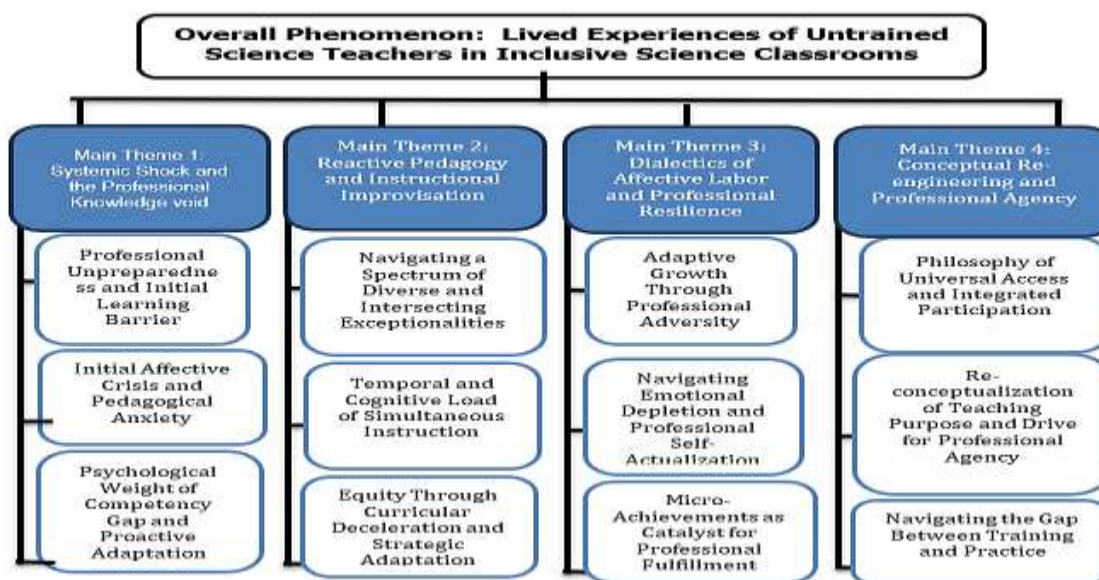 Overall Phenomenon: Lived Experiences of Untrained
Science Teachers in Inclusive Science Classrooms
Main Theme 1:
Systemic Shock and
the Professional
Knowledge void
Professional
Unpreparedne
ss and Initial
Learning
Barrier
Initial Affective
Crisis and
Pedagogical
Anxiety
Psychological
Weight of
Competency
Gap and
Proactive
Adaptation
Main Theme 2:
Reactive Pedagogy
and Instructional
Improvisation
Navigating a
Spectrum of
Diverse and
Intersecting
Exceptionalities
Temporal and
Cognitive Load
of Simultaneous
Instruction
Equity Through
Curricular
Deceleration and
Strategic
Adaptation
Main Theme 3:
Dialectics of
Affective Labor
and Professional
Resilience
Adaptive
Growth
Through
Professional
Adversity
Navigating
Emotional
Depletion and
Professional
Self-
Actualization
Micro-
Achievements as
Catalyst for
Professional
Fulfillment
Main Theme 4:
Conceptual Re-
engineering and
Professional Agency
Philosophy of
Universal Access
and Integrated
Participation
Re-
conceptualization
of Teaching
Purpose and Drive
for Professional
Agency
Navigating the Gap
Between Training
and Practice